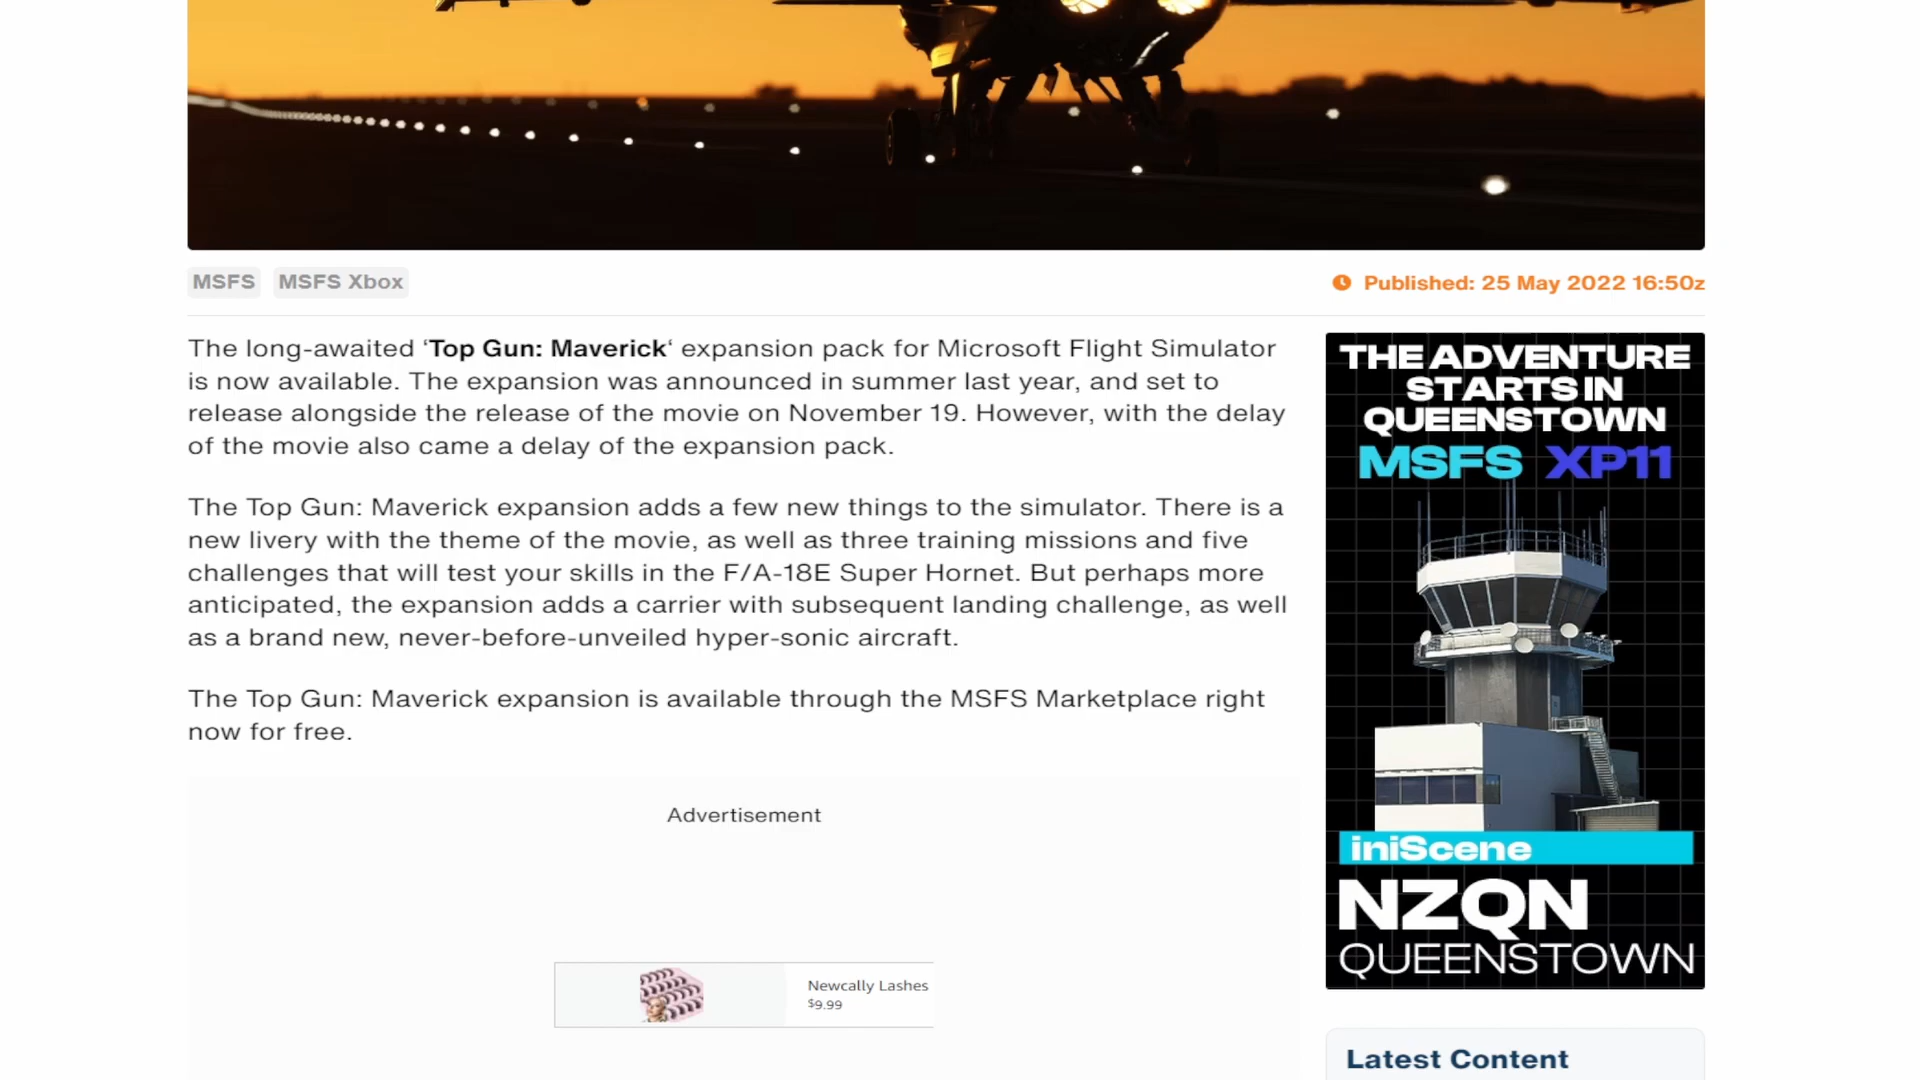 MSFS MSFS Xbox
Published: 25 May 2022 16:50z
The long-awaited ‘Top Gun: Maverick‘ expansion pack for Microsoft Flight Simulator
is now available. The expansion was announced in summer last year, and set to
release alongside the release of the movie on November 19. However, with the delay
of the movie also came a delay of the expansion pack.
The Top Gun: Maverick expansion adds a few new things to the simulator. There is a
new livery with the theme of the movie, as well as three training missions and five
challenges that will test your skills in the F/A-18E Super Hornet. But perhaps more
anticipated, the expansion adds a carrier with subsequent landing challenge, as well
as a brand new, never-before-unveiled hyper-sonic aircraft.
The Top Gun: Maverick expansion is available through the MSFS Marketplace right
now for free.
Advertisement
Newcally Lashes
$9.99
THE ADVENTURE
STARTS IN
QUEENSTOWN
MSFS XP11
iniScene
NZQN
QUEENSTOWN
Latest Content